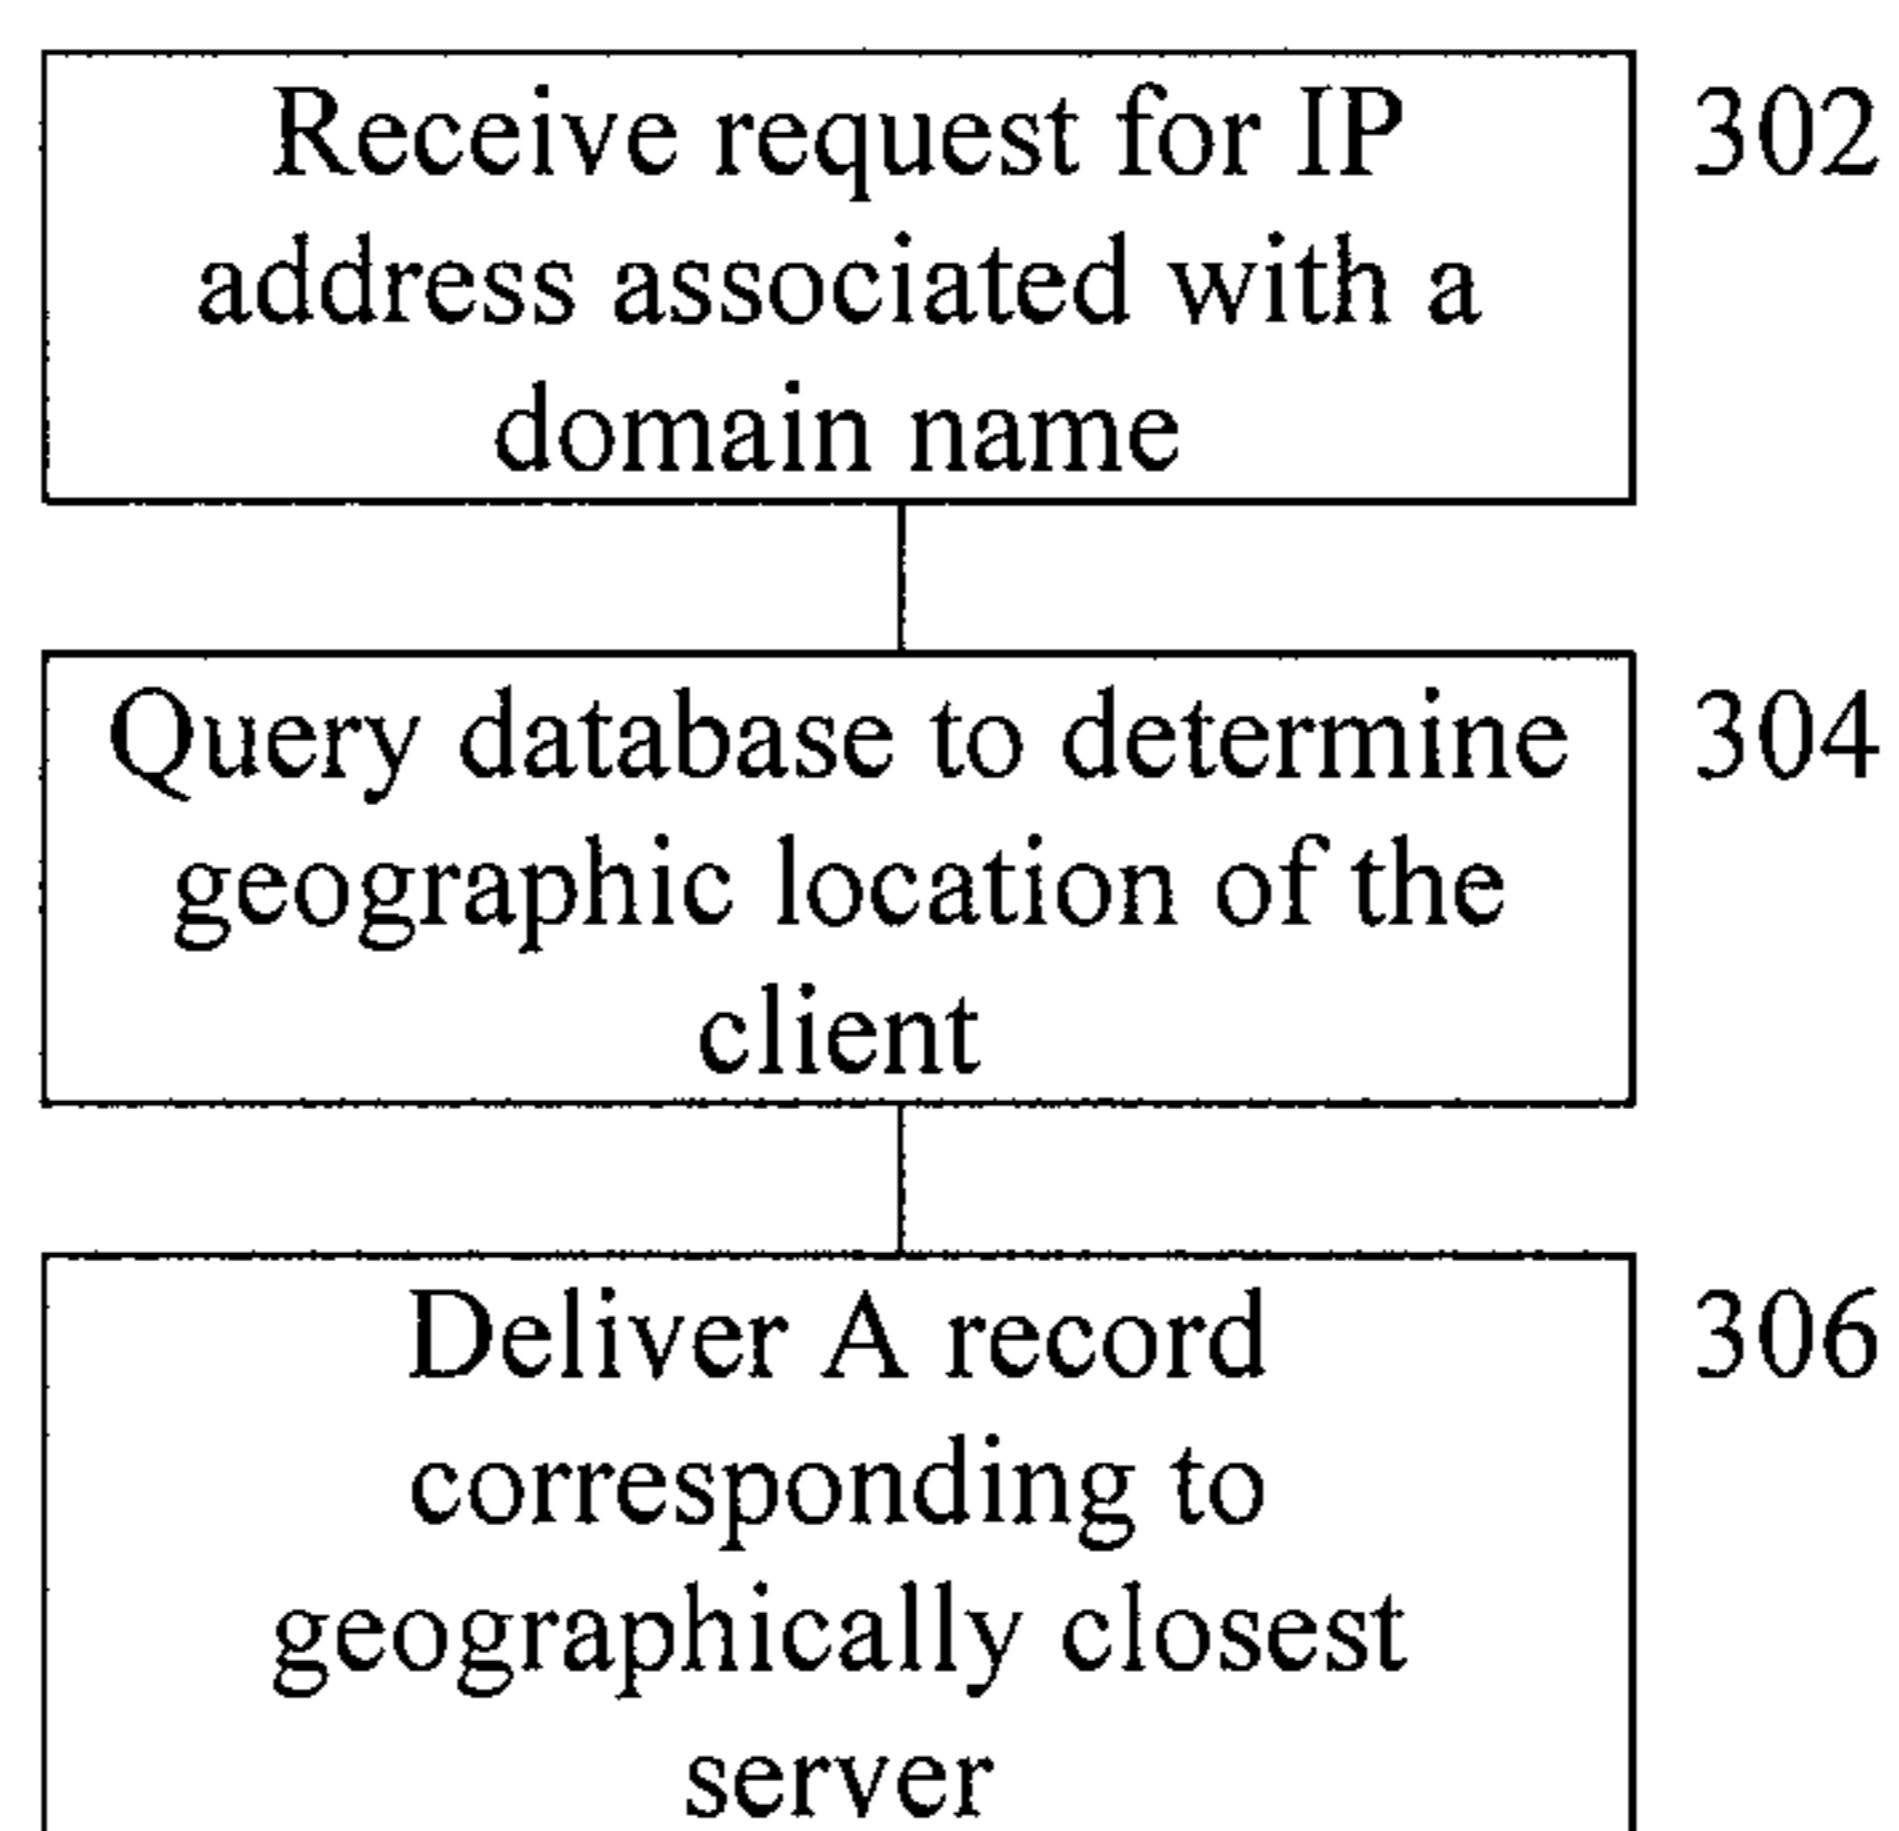 Receive request for IP
address associated with a
domain name
302
Query database to determine
geographic location of the
client
304
Deliver A record
corresponding to
geographically closest
server
306